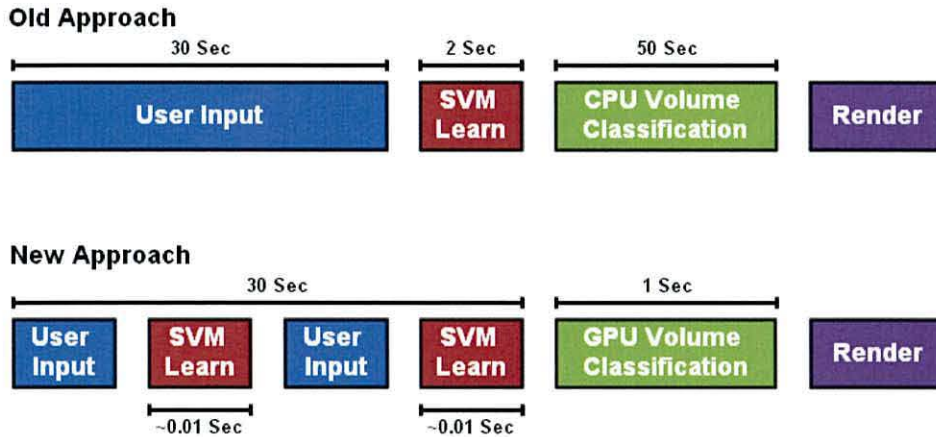 Old Approach
30 Sec
2 Sec
50 Sec
User Input
SVM
Learn
CPU Volume
Classification
Render
New Approach
30 Sec
1 Sec
User
Input
SVM
Learn
User
Input
SVM
Learn
GPU Volume
Classification
Render
~0.01 Sec
~0.01 Sec